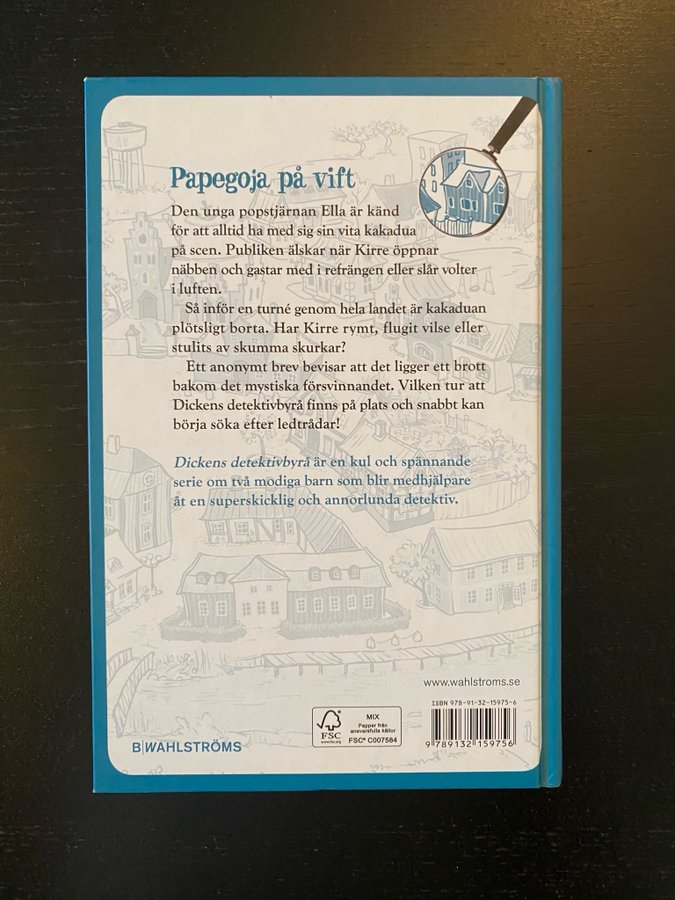 Papegoja på vift
Den unga popstjärnan Ella är känd
för att alltid ha med sig sin vita kakadua
på scen. Publiken älskar när Kirre öppnar
näbben och gastar med i refrängen eller slår volter
i luften.
Så inför en turné genom hela landet är kakaduan
plötsligt borta. Har Kirre rymt, flugit vilse eller
stulits av skumma skurkar?
Ett anonymt brev bevisar att det ligger ett brott
bakom det mystiska försvinnandet. Vilken tur att
Dickens detektivbyrå finns på plats och snabbt kan
börja söka efter ledtrådar!
Dickens detektivbyrå är en kul och spännande
serie om två modiga barn som blir medhjälpare
åt en superskicklig och annorlunda detektiv.
www.wahlstroms.se
ISBN 978-91-32-15975-6
B|WAHLSTRÖMS
FSC
www.fsc.org
MIX
Papper från
ansvarsfulla källor
FSC® C007584
9 789132 159756